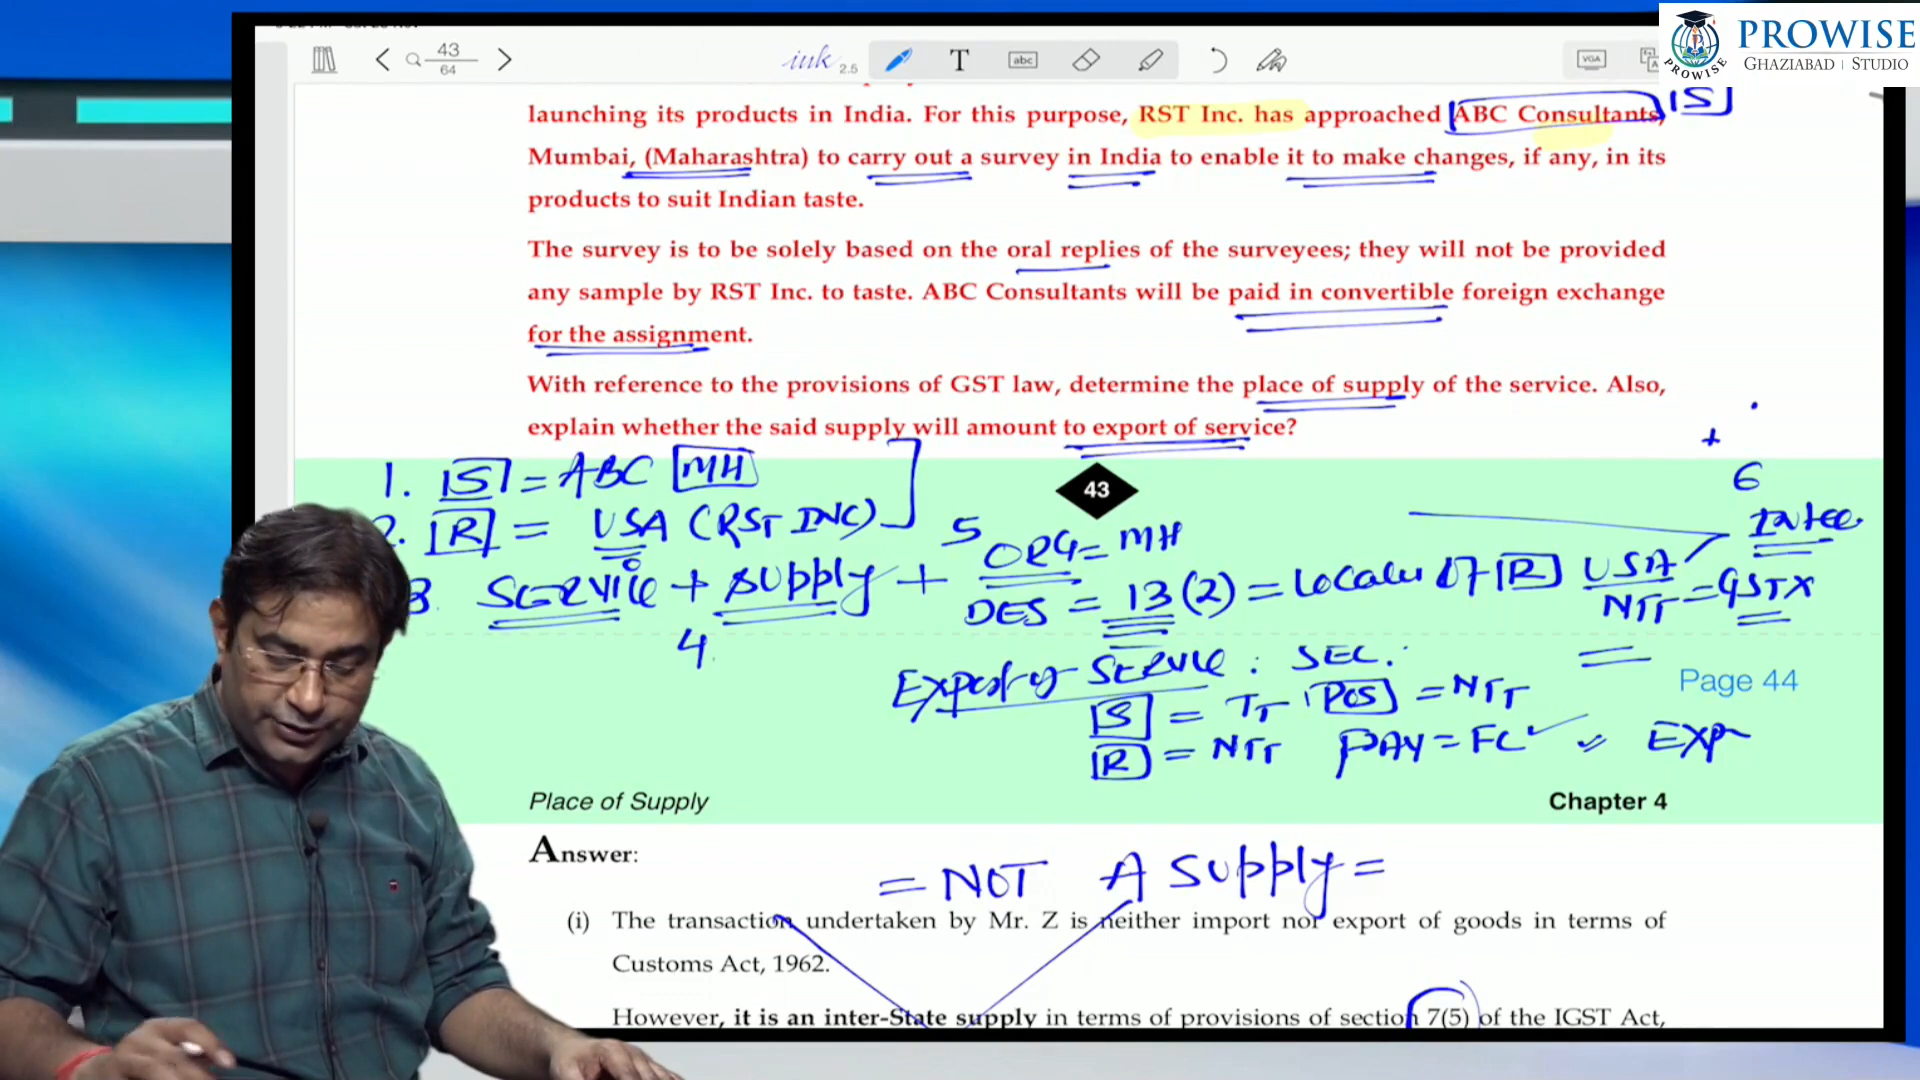 PROWISE
GHAZIABAD | STUDIO
PROWISE
43
64
ink 2.5
T
abc
VGA
launching its products in India. For this purpose, RST Inc. has approached ABC Consultants, [S]
Mumbai, (Maharashtra) to carry out a survey in India to enable it to make changes, if any, in its
products to suit Indian taste.
The survey is to be solely based on the oral replies of the surveyees; they will not be provided
any sample by RST Inc. to taste. ABC Consultants will be paid in convertible foreign exchange
for the assignment.
With reference to the provisions of GST law, determine the place of supply of the service. Also,
explain whether the said supply will amount to export of service?
43
1. [S] = ABC [MH]
2. [R] = USA (RST INC)
3. SERVICE + SUPPLY +
4
5 ORG = MH
DES = 13(2) = Location of [R] USA
NTT = GSTX
+
6
Inter
Export of SERVICE : SEC.
[S] = TT [POS] = NTT
[R] = NTT PAY = FC Exp
Page 44
Place of Supply
Chapter 4
Answer:
= NOT A SUPPLY =
(i) The transaction undertaken by Mr. Z is neither import nor export of goods in terms of
Customs Act, 1962.
However, it is an inter-State supply in terms of provisions of section 7(5) of the IGST Act,